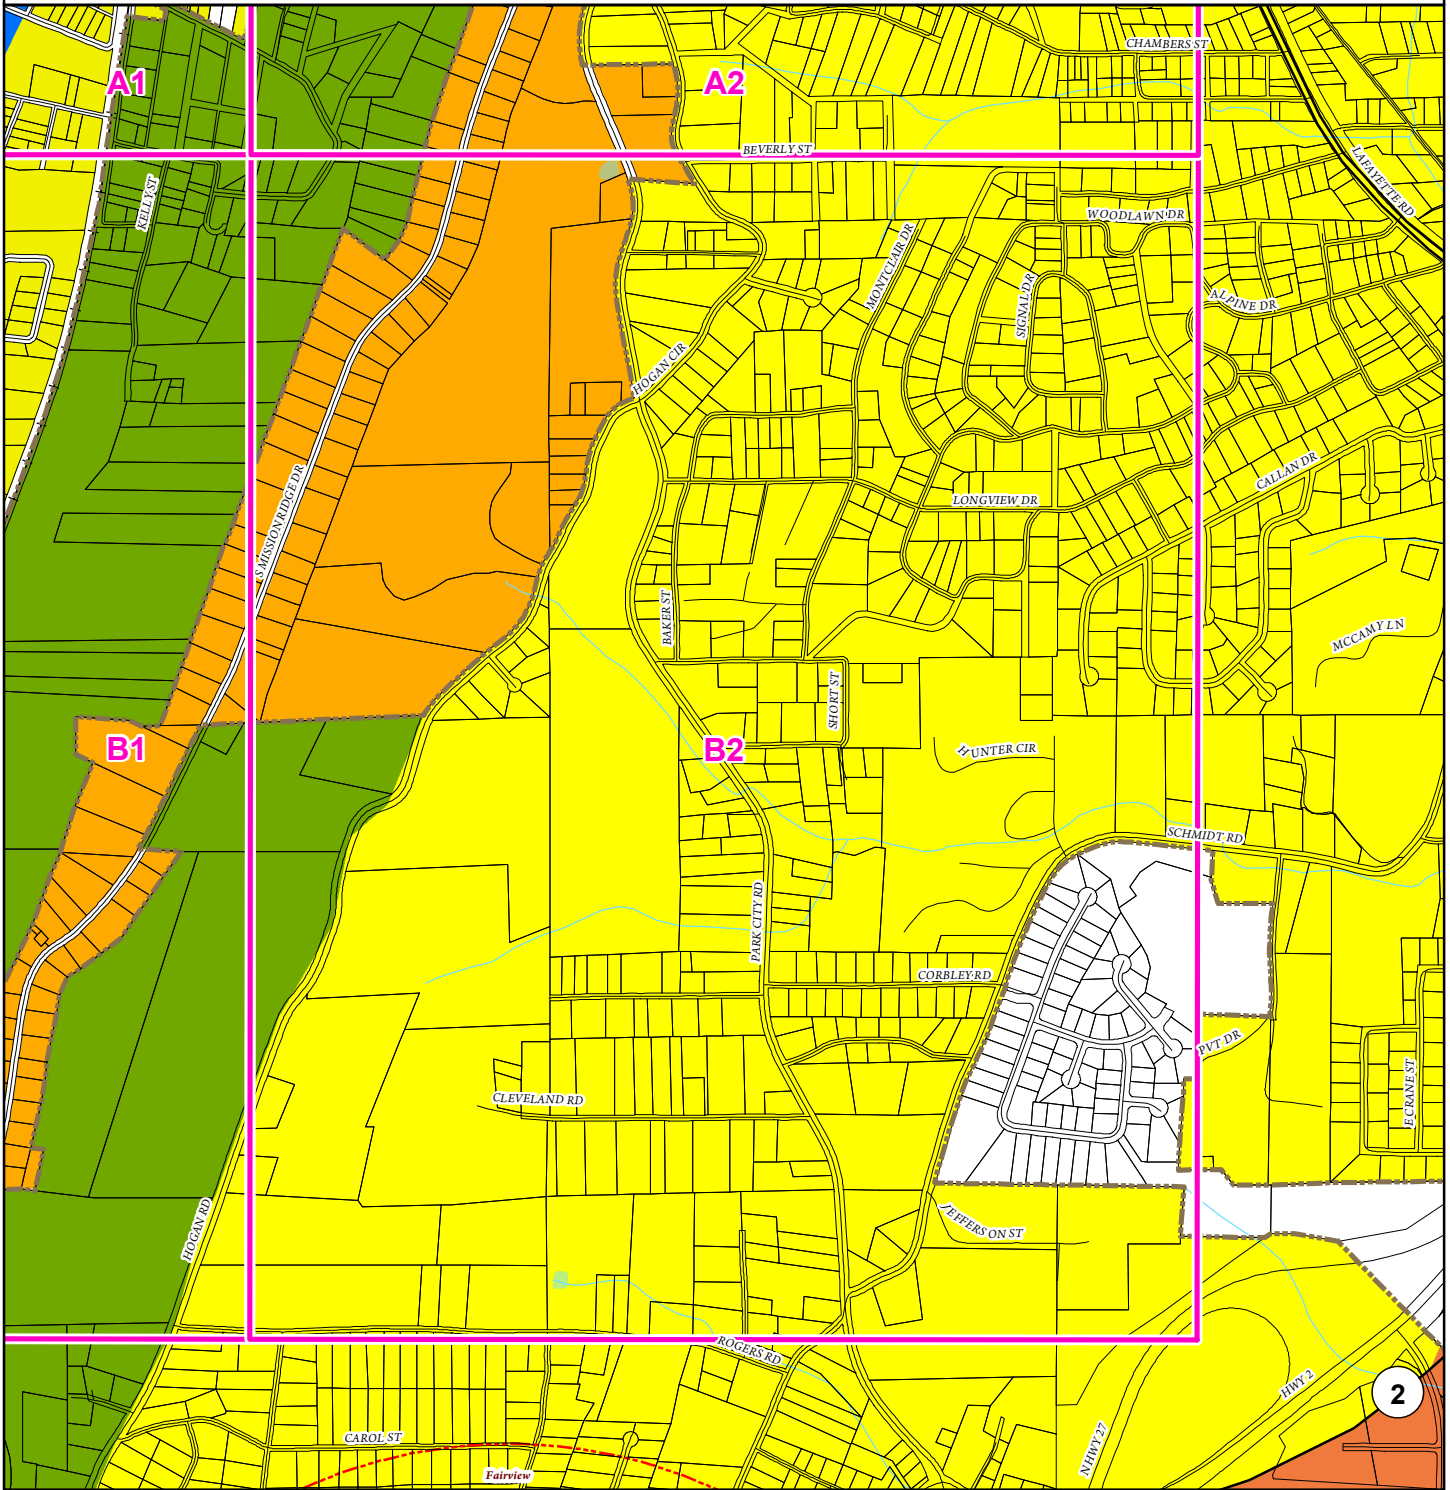 CHAMBERS ST
A1
A2
BEVERLY ST
LAFAYETTE RD
KELLY ST
WOODLAWN DR
MONTCLAIR DR
SIGNAL DR
ALPINE DR
HOGAN CIR
CALLAN DR
LONGVIEW DR
S MISSION RIDGE DR
BAKER ST
MCCAMY LN
SHORT ST
B1
B2
HUNTER CIR
SCHMIDT RD
PARK CITY RD
CORBLEY RD
PVT DR
CLEVELAND RD
E CRANE ST
HOGAN RD
JEFFERSON ST
ROGERS RD
HWY 2
2
CAROL ST
N HWY 27
Fairview